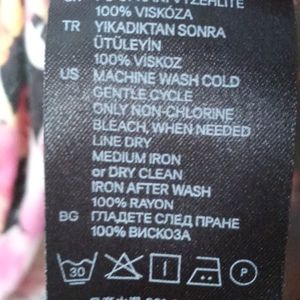 100% VISKÓZA
TR YIKADIKTAN SONRA
ÜTÜLEYİN
100% VISKOZ
US MACHINE WASH COLD
GENTLE CYCLE
ONLY NON-CHLORINE
BLEACH, WHEN NEEDED
LINE DRY
MEDIUM IRON
or DRY CLEAN
IRON AFTER WASH
100% RAYON
BG ГЛАДЕТЕ СЛЕД ПРАНЕ
100% ВИСКОЗА
30 P